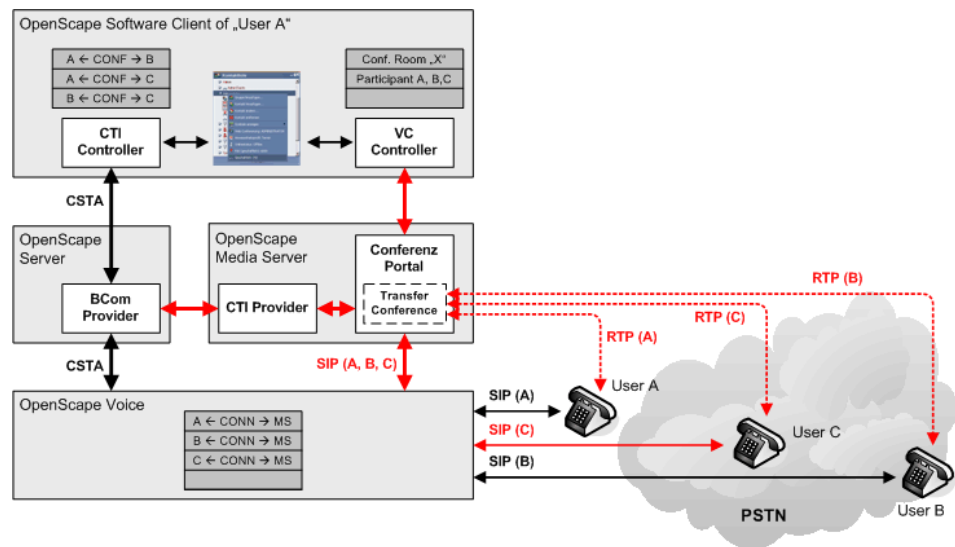 OpenScape Software Client of „User A“
A ← CONF → B
A ← CONF → C
B ← CONF → C
Conf. Room „X“
Participant A, B,C
CTI
Controller
VC
Controller
CSTA
OpenScape
Server
OpenScape
Media Server
Conferenz
Portal
BCom
Provider
CTI Provider
Transfer
Conference
RTP (B)
RTP (C)
RTP (A)
CSTA
SIP (A, B, C)
OpenScape Voice
A ← CONN → MS
B ← CONN → MS
C ← CONN → MS
SIP (A)
SIP (C)
SIP (B)
User A
User C
User B
PSTN